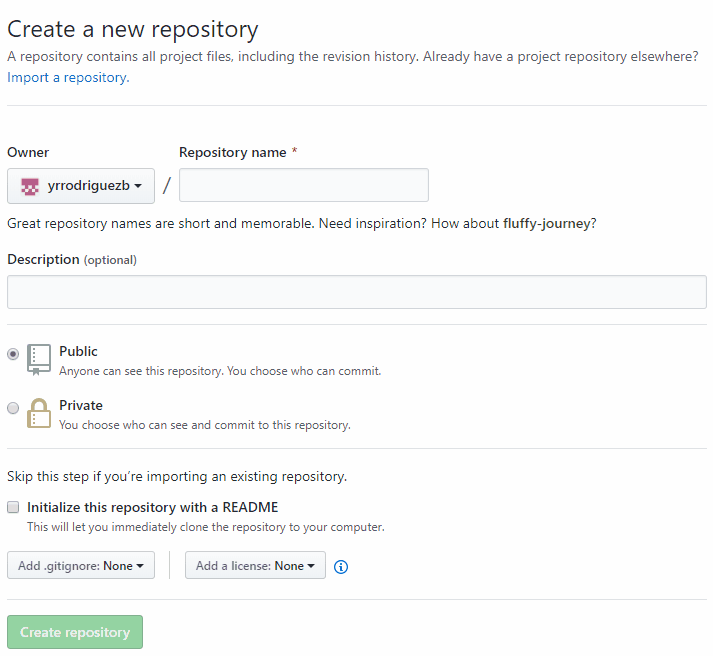 Create a new repository
A repository contains all project files, including the revision history. Already have a project repository elsewhere?
Import a repository.
Owner
Repository name *
yrrodriguezb
/
Great repository names are short and memorable. Need inspiration? How about fluffy-journey?
Description (optional)
Public
Anyone can see this repository. You choose who can commit.
Private
You choose who can see and commit to this repository.
Skip this step if you're importing an existing repository.
Initialize this repository with a README
This will let you immediately clone the repository to your computer.
Add .gitignore: None
Add a license: None
Create repository